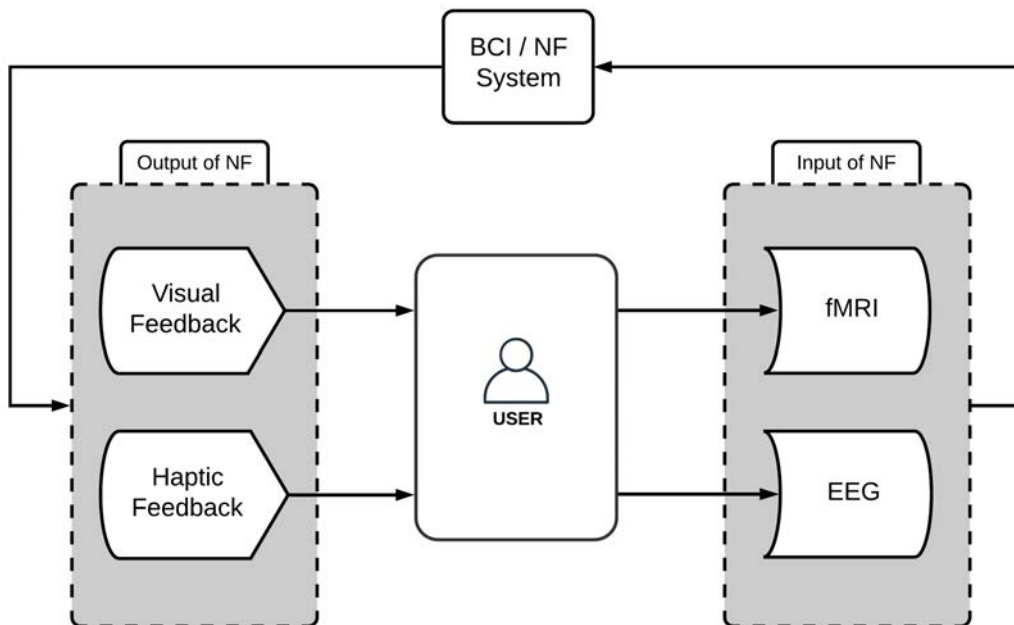 BCI / NF
System
Output of NF
Input of NF
Visual
Feedback
fMRI
USER
Haptic
Feedback
EEG